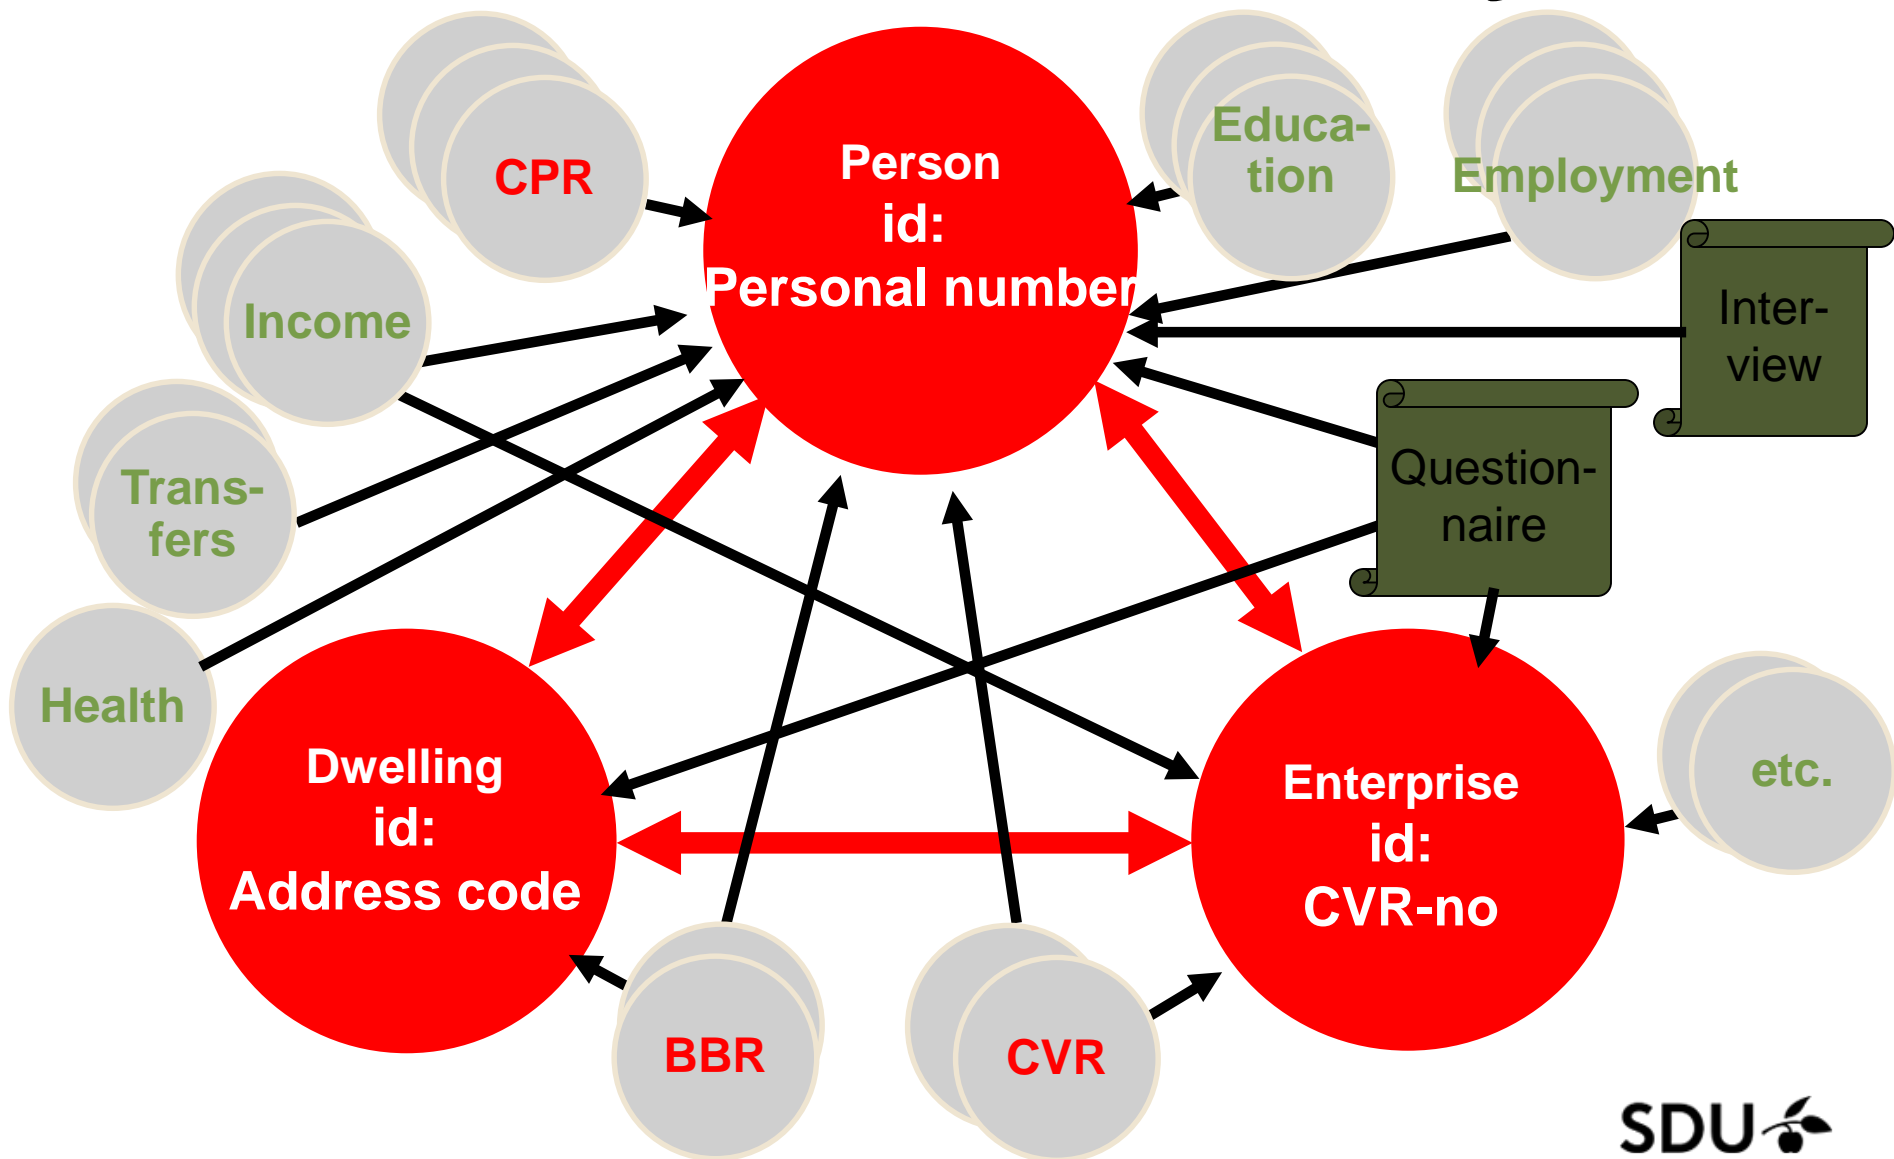 CPR
Person
id:
Personal number
Educa-
tion
Employment
Income
Inter-
view
Trans-
fers
Question-
naire
Health
Dwelling
id:
Address code
Enterprise
id:
CVR-no
etc.
BBR
CVR
SDU